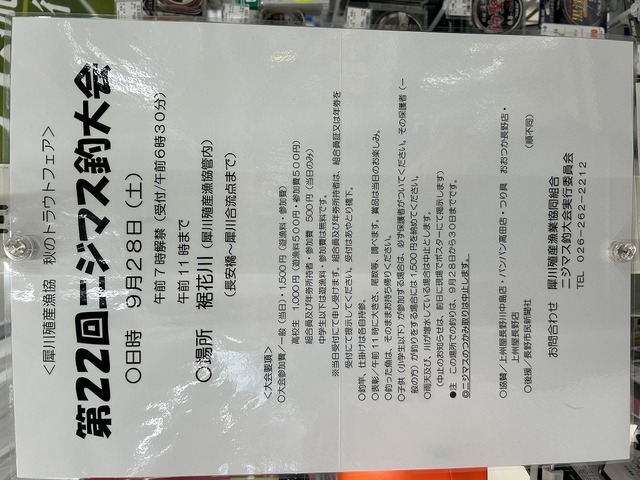 <犀川殖産漁協 秋のトラウトフェア>
第22回ニジマス釣大会
○日時 9月28日(土)
午前7時解禁(受付/午前6時30分)
午前11時まで
○場所 裾花川(犀川殖産漁協管内)
(長安橋~犀川合流点まで)
<大会要項>
○大会参加費/一般(当日)・1,500円(遊漁料・参加費)
高校生 1,000円(遊漁料500円・参加費500円)
組合員及び年券所持者・参加費 500円(当日のみ)
中学生以下は遊漁料・参加費は無料です。
※当日受付にて申し受けます。組合員及び年券所持者は、組合員証又は年券を
受付にて提示してください。受付はあやとり橋下。
○釣竿、仕掛けは各自持参。
○表彰/午前11時に大きさ、尾数等、調べます。賞品は当日のお楽しみ。
○釣った魚は、そのままお持ち帰りください。
○子供(小学生以下)が参加する場合は、必ず保護者がついてください。その保護者(一
般の方)が釣りをする場合には1,500円を納めてください。
○雨天及び、川が増水している場合は中止とします。
(中止のお知らせは、前日に現場でポスターにて掲示します)
●注 この場所での釣りは、9月28日から30日までです。
◎ニジマスのつかみ取りは中止します。
○協賛/上州屋長野川中島店・バンバン高田店・つり具 おおつか長野店・
上州屋長野店
○後援/長野市民新聞社 (順不同)
お問合わせ 犀川殖産漁業協同組合
ニジマス釣大会実行委員会
TEL 026-262-2212